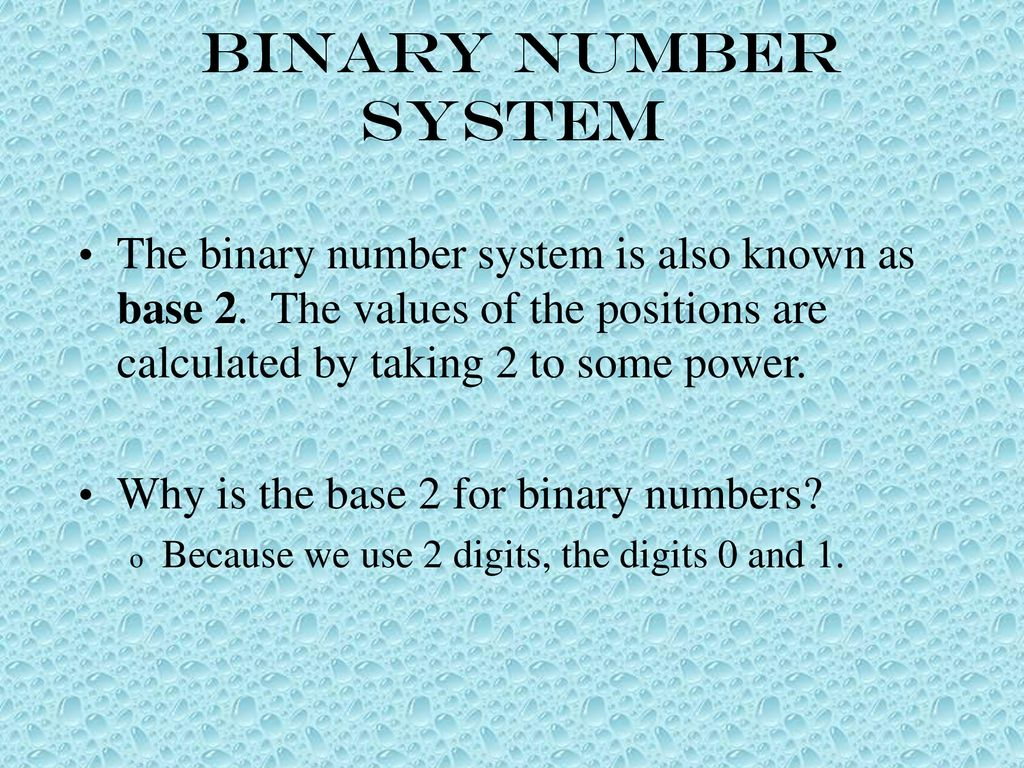 BINARY NUMBER
SYSTEM
• The binary number system is also known as
base 2. The values of the positions are
calculated by taking 2 to some power.
• Why is the base 2 for binary numbers?
o Because we use 2 digits, the digits 0 and 1.